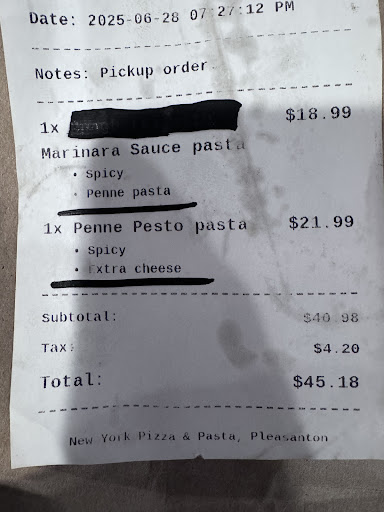 Date: 2025-06-28 07:27:12 PM
Notes: Pickup order
1x $18.99
Marinara Sauce pasta
• Spicy
• Penne pasta
1x Penne Pesto pasta $21.99
• Spicy
• Extra cheese
Subtotal: $40.98
Tax: $4.20
Total: $45.18
New York Pizza & Pasta, Pleasanton